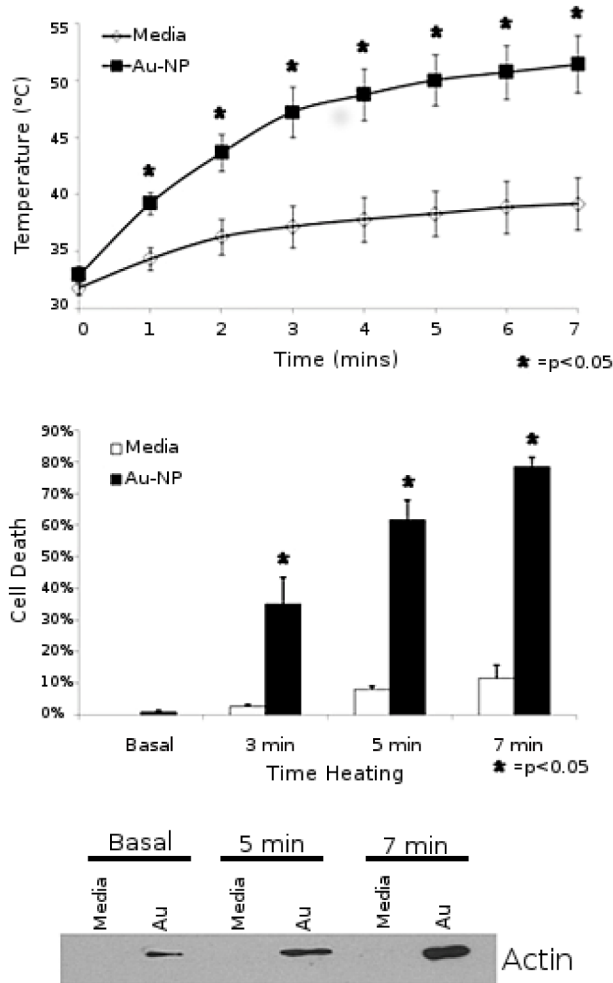 55
50
45
40
35
30
Temperature (°C)
Media
Au-NP
* * * * * * *
0 1 2 3 4 5 6 7
Time (mins)
* =p<0.05
90%
80%
70%
60%
50%
40%
30%
20%
10%
0%
Cell Death
Media
Au-NP
* * *
Basal 3 min 5 min 7 min
Time Heating
* =p<0.05
Basal 5 min 7 min
Media Au Media Au Media Au
Actin